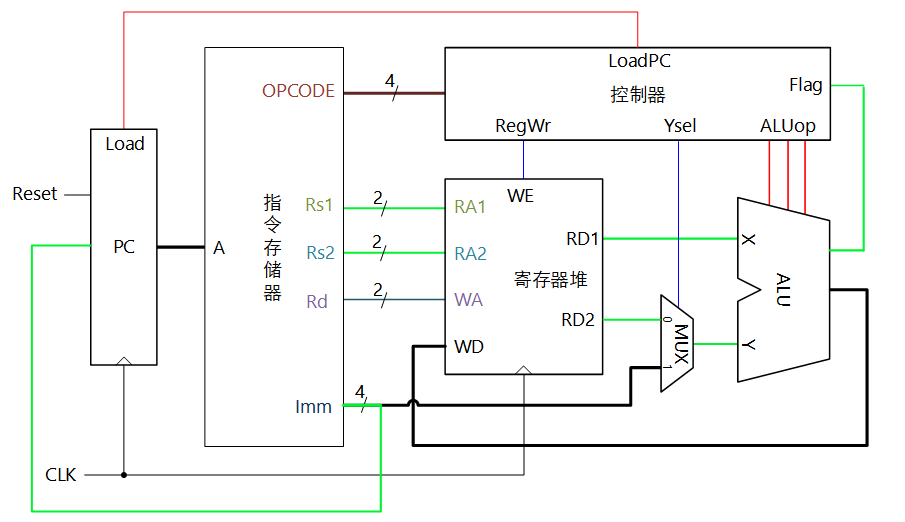 LoadPC
控制器
Flag
RegWr
Ysel
ALUop
OPCODE
4
Load
Reset
PC
A
指令存储器
Rs1
2
Rs2
2
Rd
2
Imm
4
WE
RA1
RA2
WA
WD
寄存器堆
RD1
RD2
0
MUX
1
X
ALU
Y
CLK